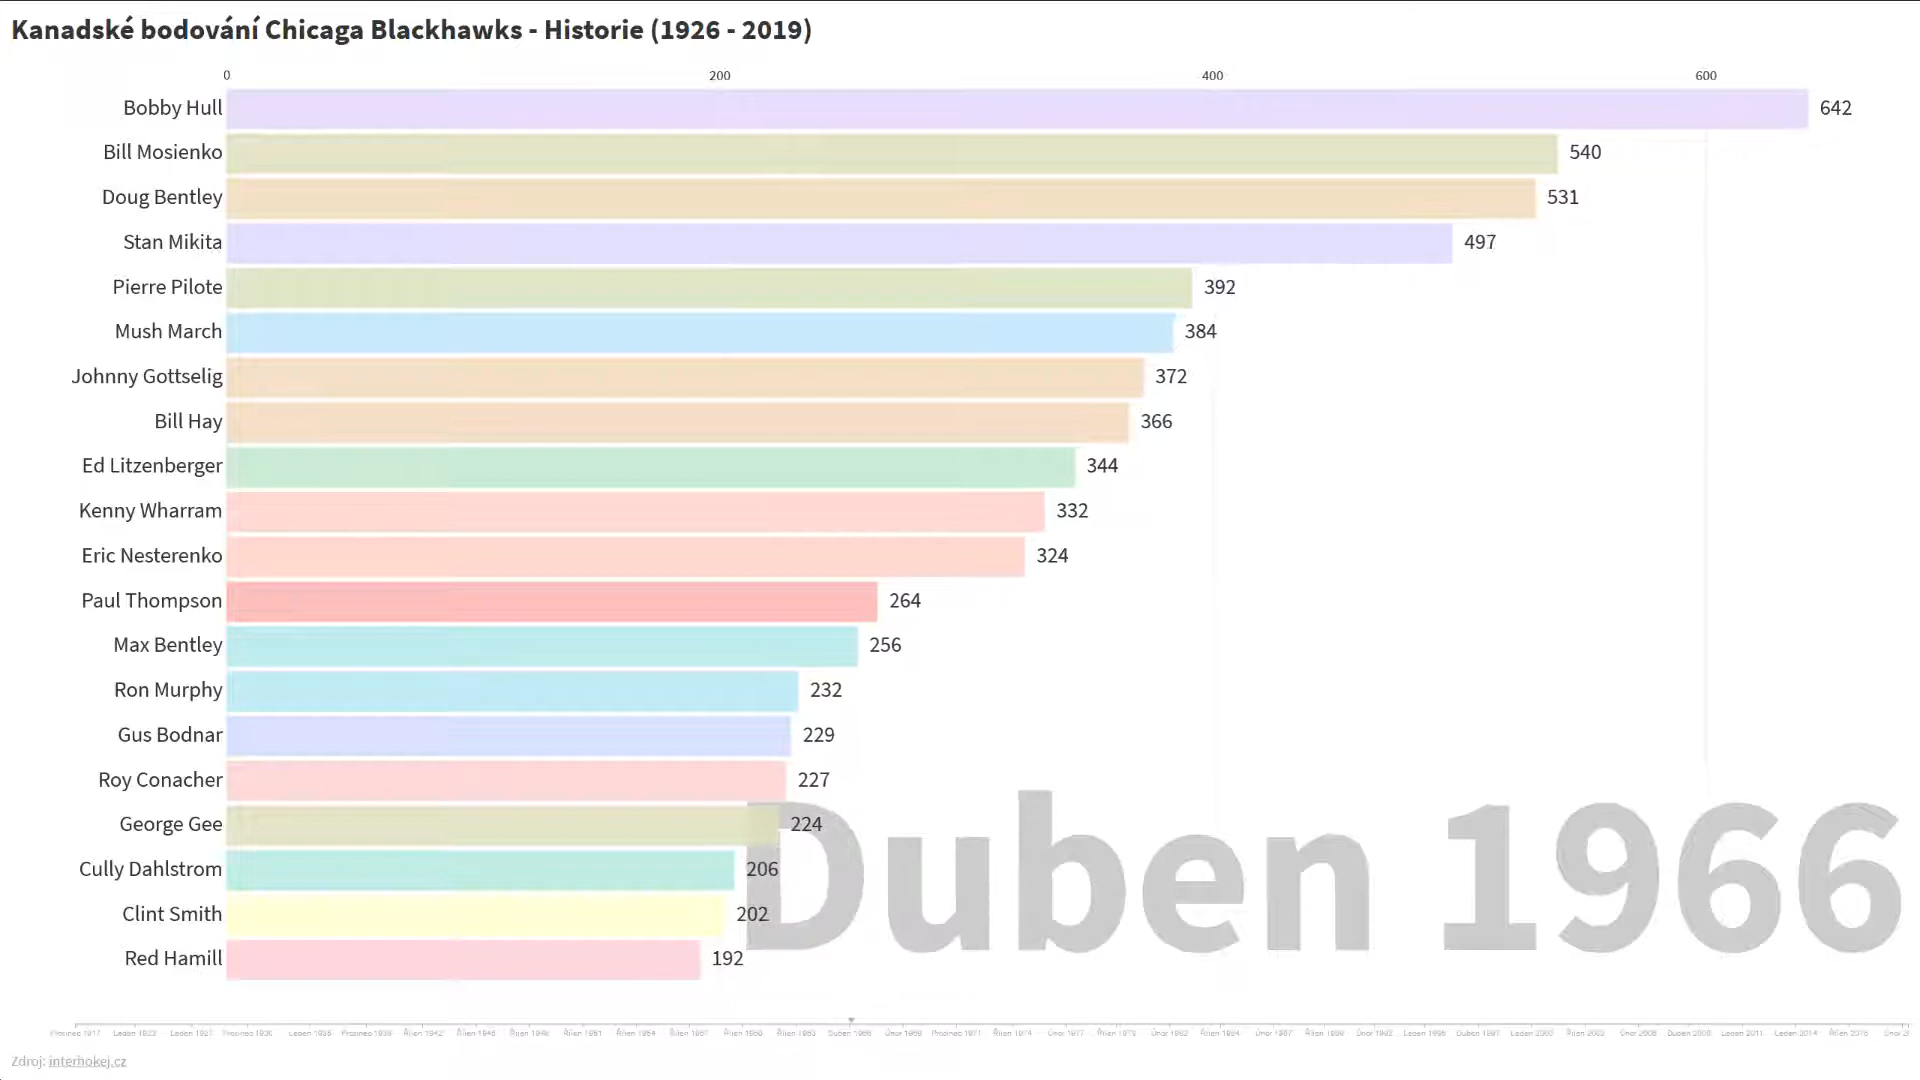 Kanadské bodování Chicaga Blackhawks - Historie (1926 - 2019)
0 200 400 600
Bobby Hull 642
Bill Mosienko 540
Doug Bentley 531
Stan Mikita 497
Pierre Pilote 392
Mush March 384
Johnny Gottselig 372
Bill Hay 366
Ed Litzenberger 344
Kenny Wharram 332
Eric Nesterenko 324
Paul Thompson 264
Max Bentley 256
Ron Murphy 232
Gus Bodnar 229
Roy Conacher 227
George Gee 224
Cully Dahlstrom 206
Clint Smith 202
Red Hamill 192
Duben 1966
Zdroj: interhokej.cz